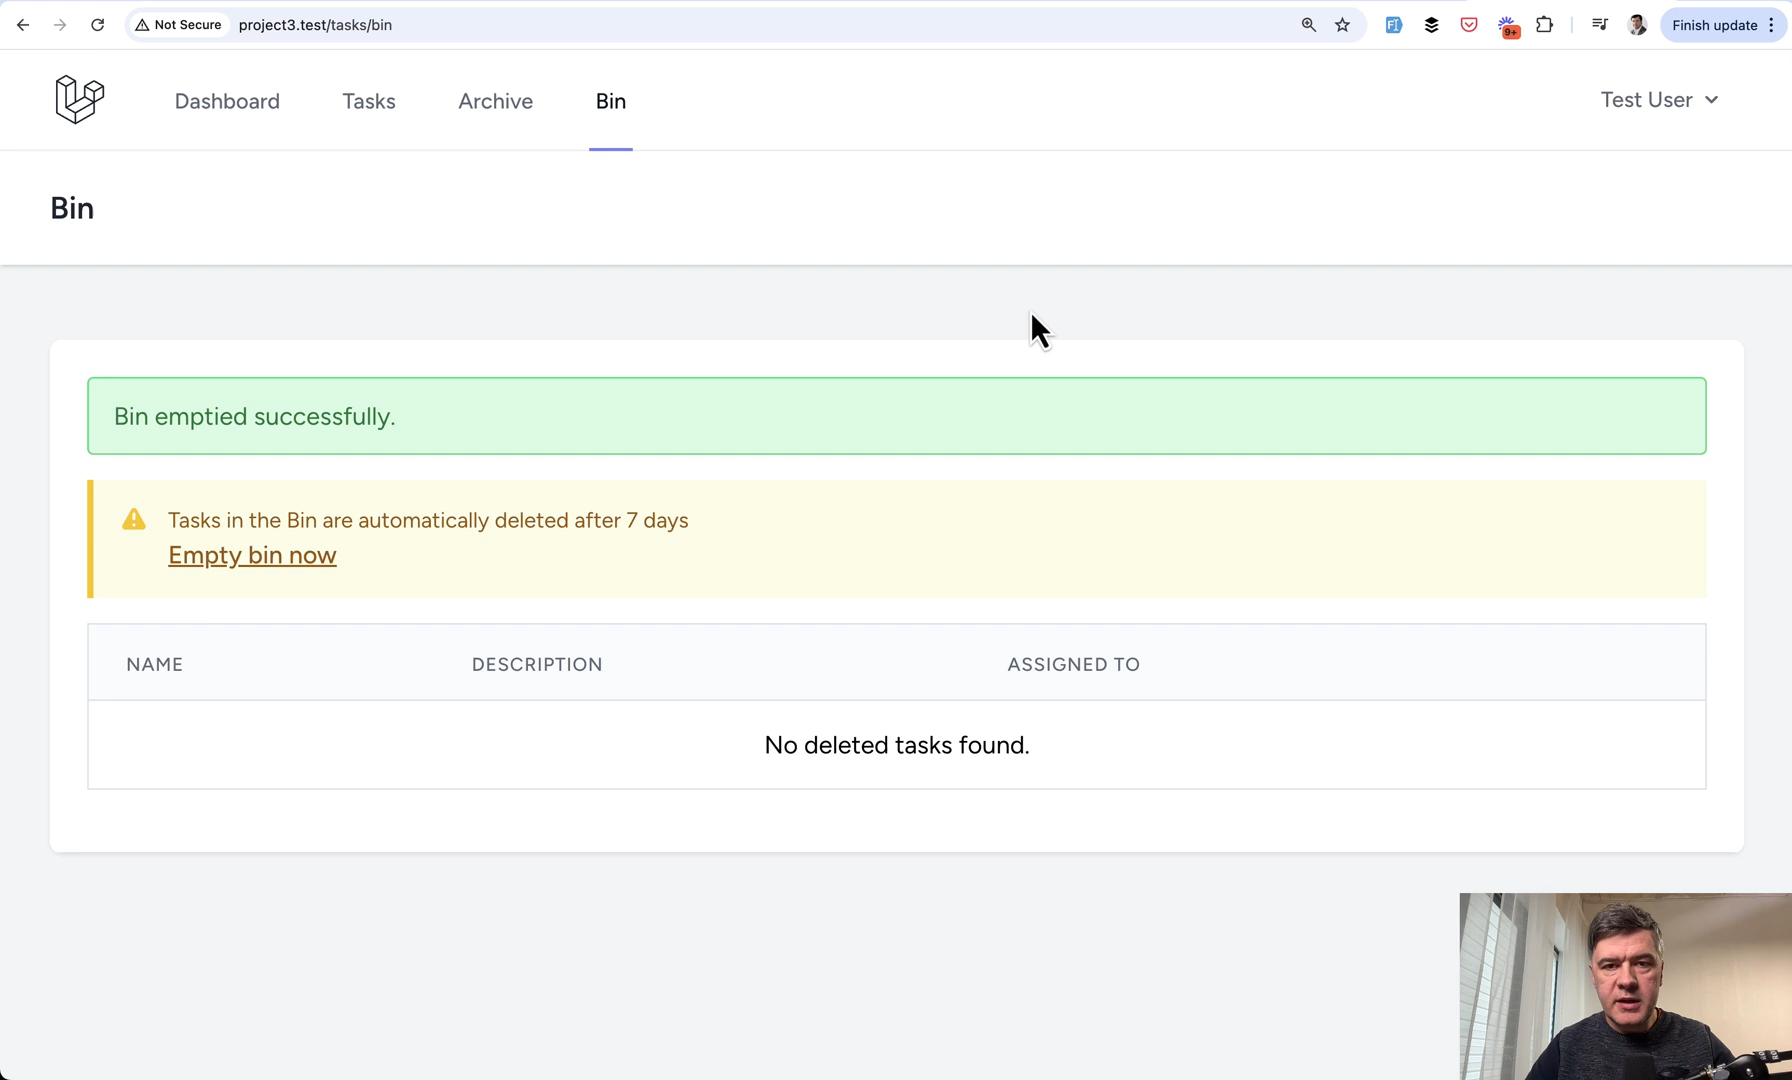 Not Secure
project3.test/tasks/bin
9+
Finish update
Dashboard
Tasks
Archive
Bin
Test User
Bin
Bin emptied successfully.
Tasks in the Bin are automatically deleted after 7 days
Empty bin now
NAME
DESCRIPTION
ASSIGNED TO
No deleted tasks found.